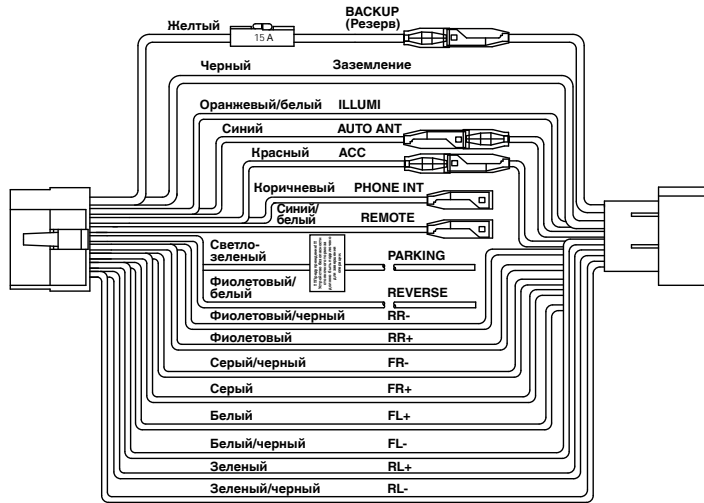 BACKUP
(Резерв)
Желтый
15 A
Черный Заземление
Оранжевый/белый ILLUMI
Синий AUTO ANT
Красный ACC
Коричневый PHONE INT
Синий/
белый REMOTE
Светло-
зеленый PARKING
Фиолетовый/
белый REVERSE
Фиолетовый/черный RR-
Фиолетовый RR+
Серый/черный FR-
Серый FR+
Белый FL+
Белый/черный FL-
Зеленый RL+
Зеленый/черный RL-